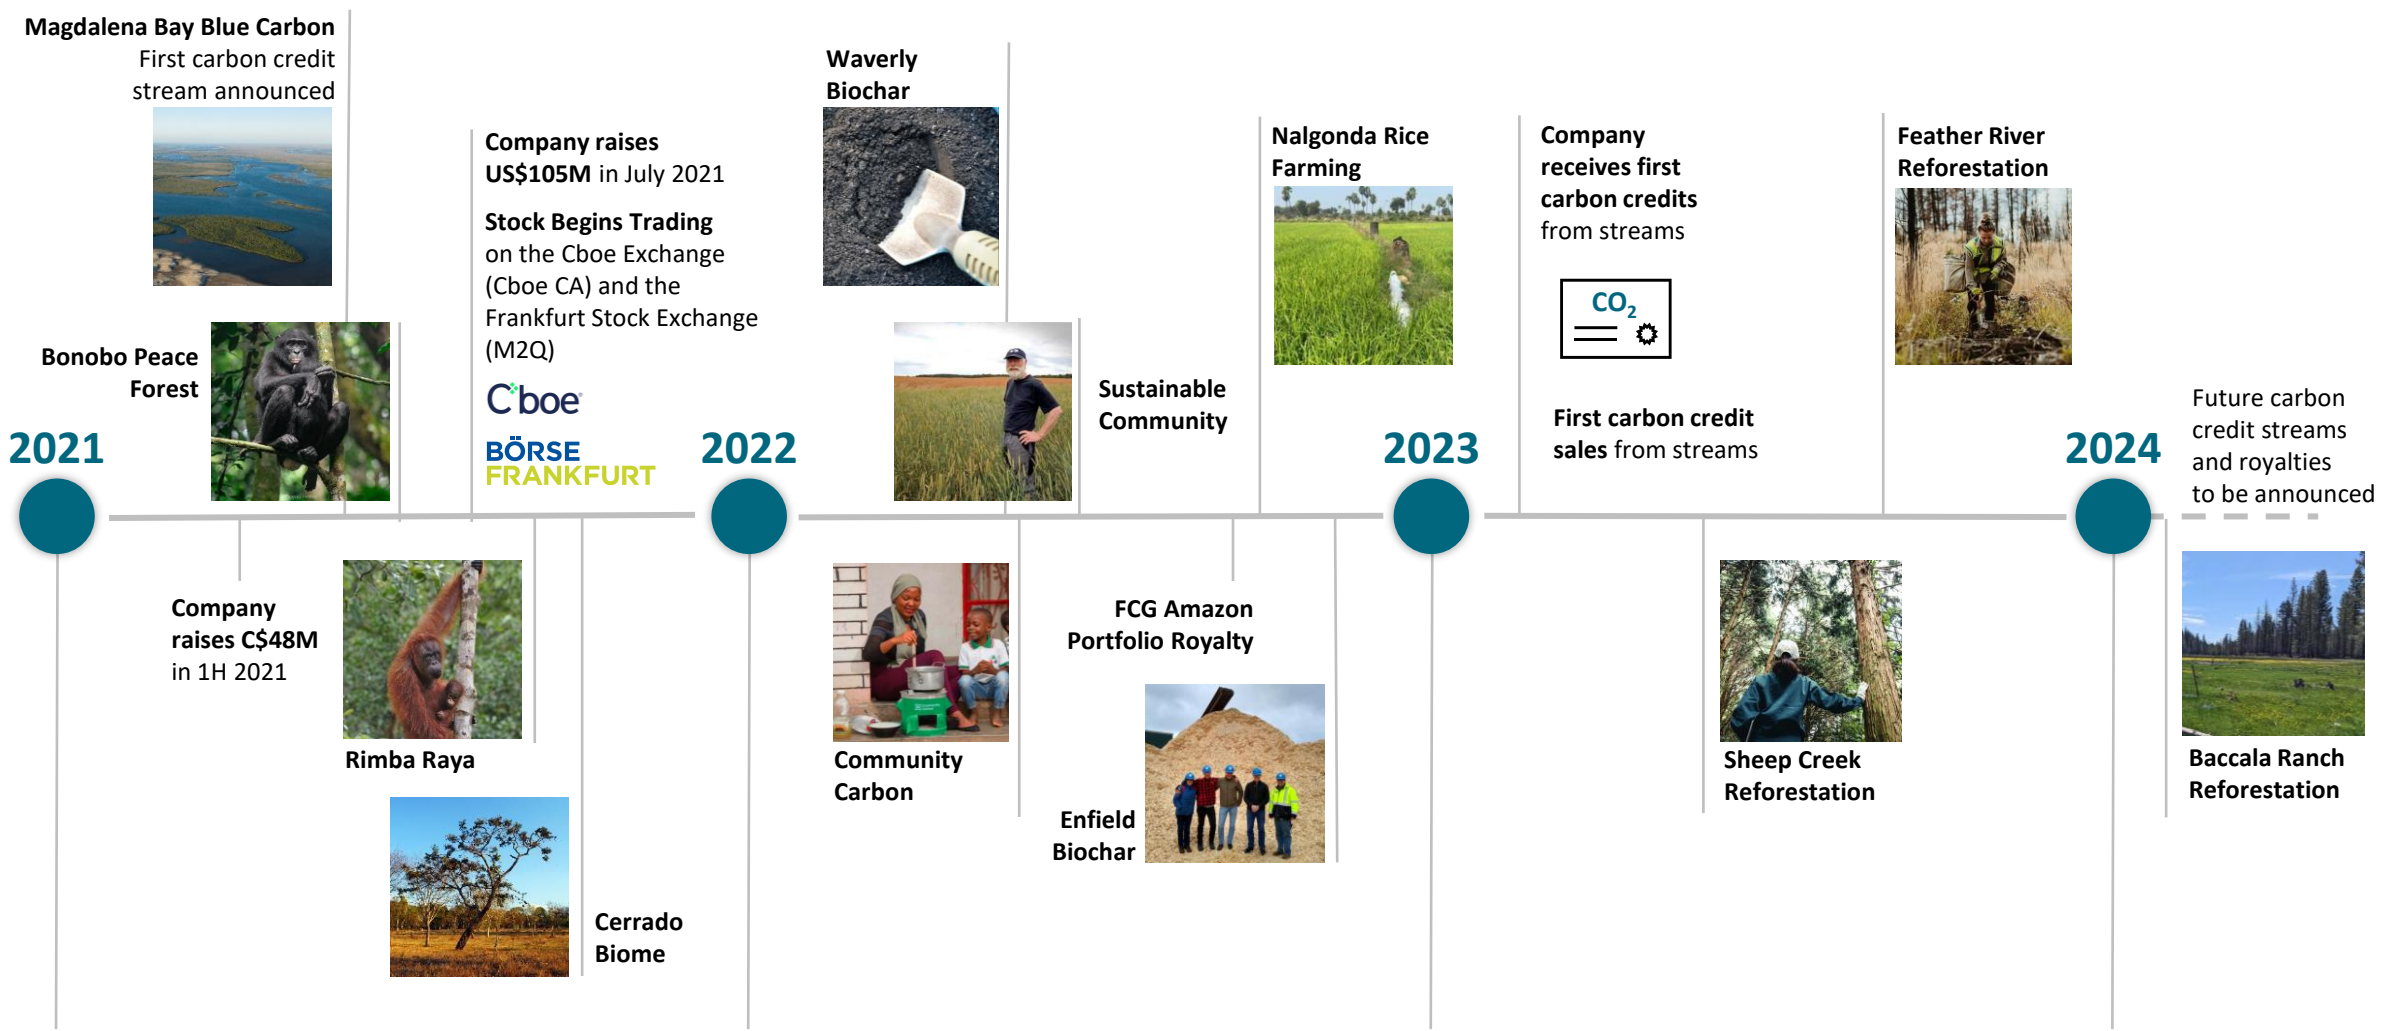 Magdalena Bay Blue Carbon
First carbon credit
stream announced
Bonobo Peace
Forest
2021
Company
raises C$48M
in 1H 2021
Rimba Raya
Company raises
US$105M in July 2021
Stock Begins Trading
on the Cboe Exchange
(Cboe CA) and the
Frankfurt Stock Exchange
(M2Q)
Cboe
BÖRSE
FRANKFURT
Cerrado
Biome
2022
Waverly
Biochar
Sustainable
Community
Community
Carbon
FCG Amazon
Portfolio Royalty
Enfield
Biochar
Nalgonda Rice
Farming
2023
Company
receives first
carbon credits
from streams
CO₂
First carbon credit
sales from streams
Sheep Creek
Reforestation
Feather River
Reforestation
2024
Future carbon
credit streams
and royalties
to be announced
Baccala Ranch
Reforestation